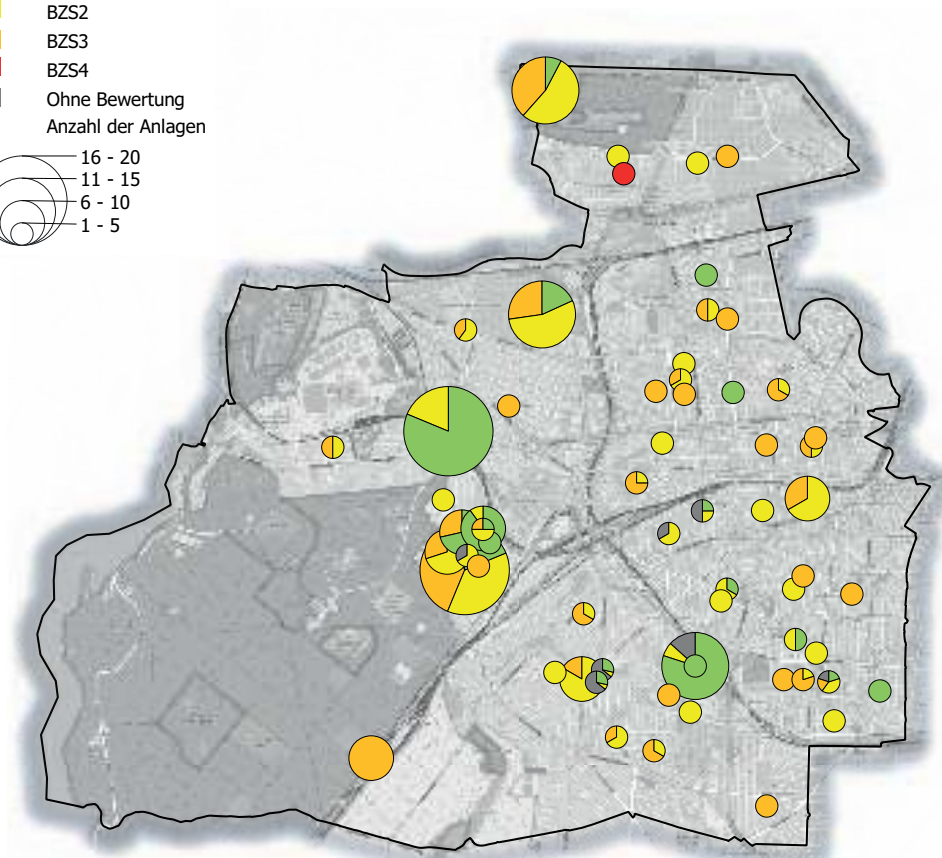 BZS2
BZS3
BZS4
Ohne Bewertung
Anzahl der Anlagen
16 - 20
11 - 15
6 - 10
1 - 5